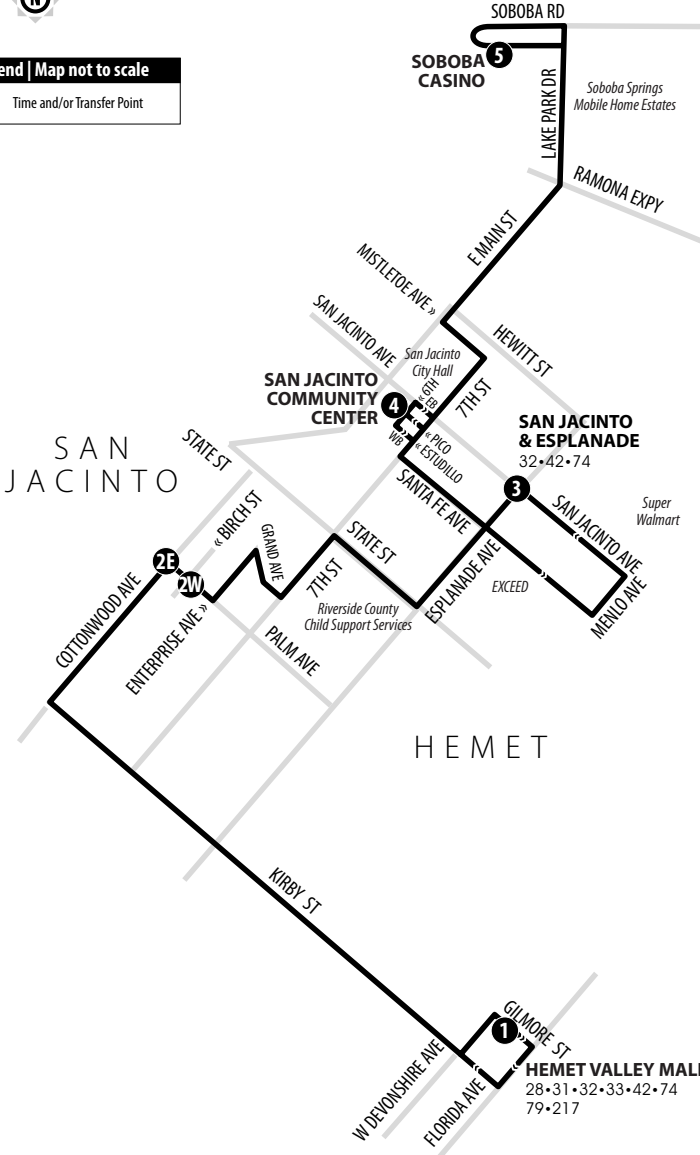 N
SOBOBA RD
end | Map not to scale
Time and/or Transfer Point
SOBOBA
CASINO
5
LAKE PARK DR
Soboba Springs
Mobile Home Estates
RAMONA EXPY
E MAIN ST
MISTLETOE AVE »
SAN JACINTO AVE
San Jacinto
City Hall
HEWITT ST
SAN JACINTO
COMMUNITY
CENTER
4
« 6TH
EB
7TH ST
WB
« PICO
« ESTUDILLO
SAN JACINTO
& ESPLANADE
32•42•74
3
SAN
JACINTO
STATE ST
SANTA FE AVE
SAN JACINTO AVE
Super
Walmart
« BIRCH ST
GRAND AVE
STATE ST
7TH ST
ESPLANADE AVE
EXCEED
MENLO AVE
2E
2W
COTTONWOOD AVE
ENTERPRISE AVE »
Riverside County
Child Support Services
PALM AVE
HEMET
KIRBY ST
GILMORE ST
1
W DEVONSHIRE AVE
FLORIDA AVE
HEMET VALLEY MALL
28•31•32•33•42•74
79•217